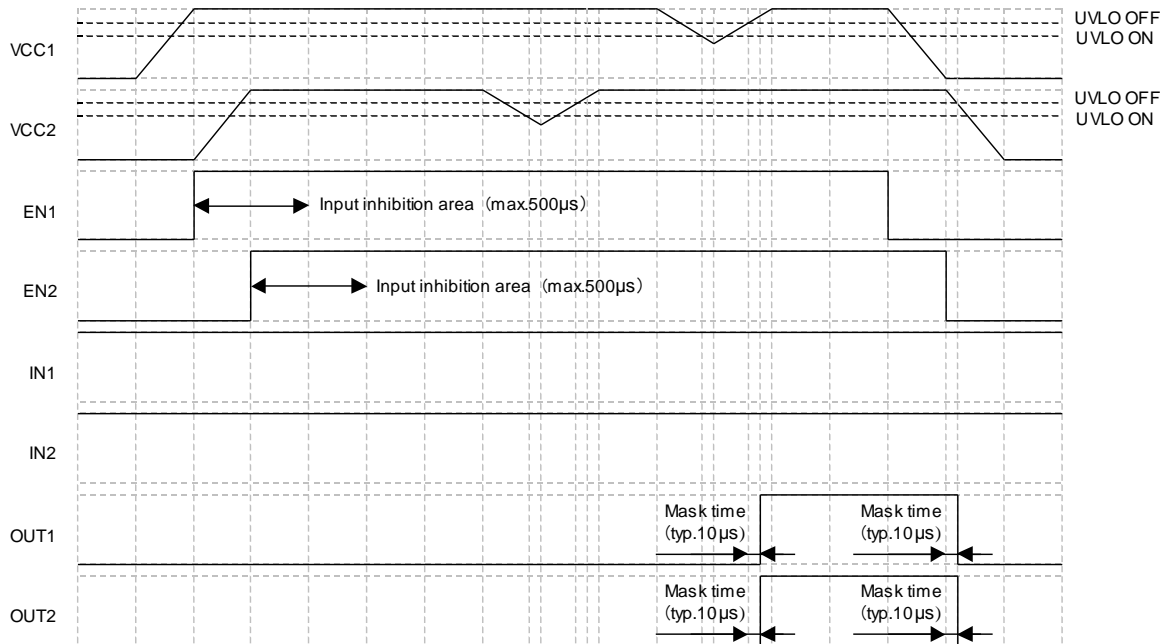 VCC1
UVLO OFF
UVLO ON
VCC2
UVLO OFF
UVLO ON
EN1
Input inhibition area (max.500μs)
EN2
Input inhibition area (max.500μs)
IN1
IN2
OUT1
Mask time
(typ.10μs)
Mask time
(typ.10μs)
OUT2
Mask time
(typ.10μs)
Mask time
(typ.10μs)